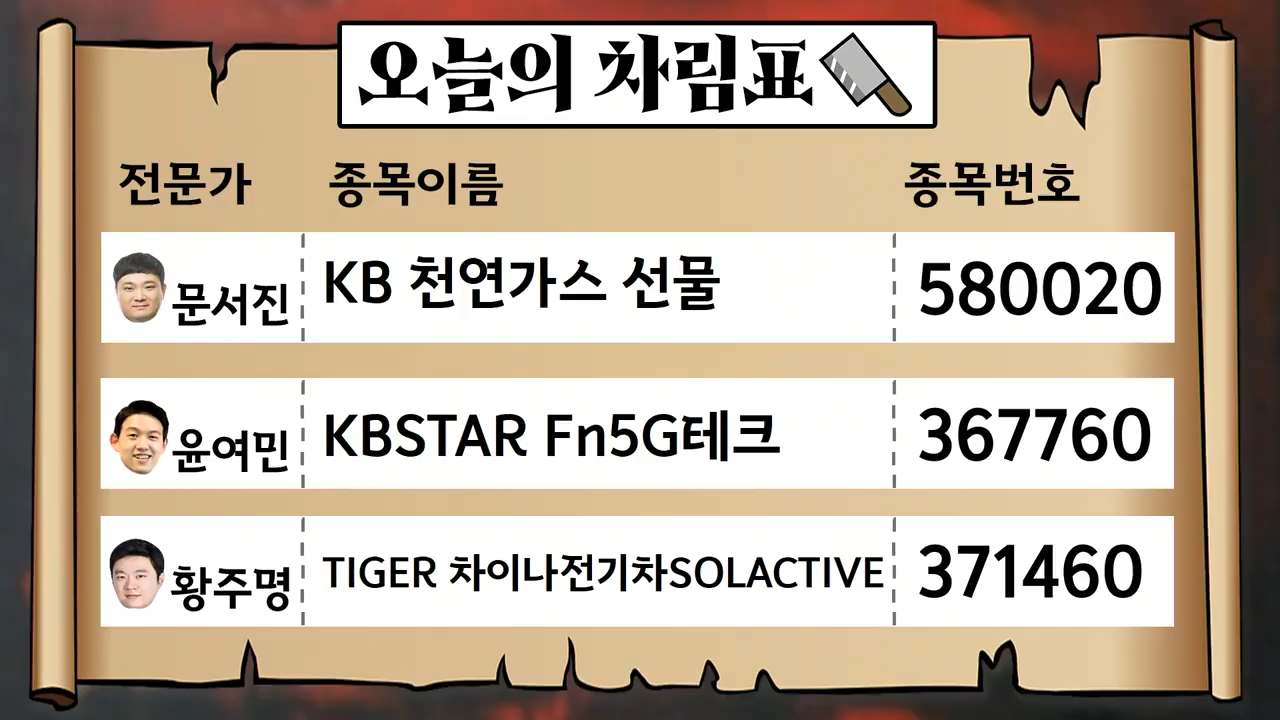 오늘의 차림표
전문가 종목이름 종목번호
문서진 KB 천연가스 선물 580020
윤여민 KBSTAR Fn5G테크 367760
황주명 TIGER 차이나전기차SOLACTIVE 371460